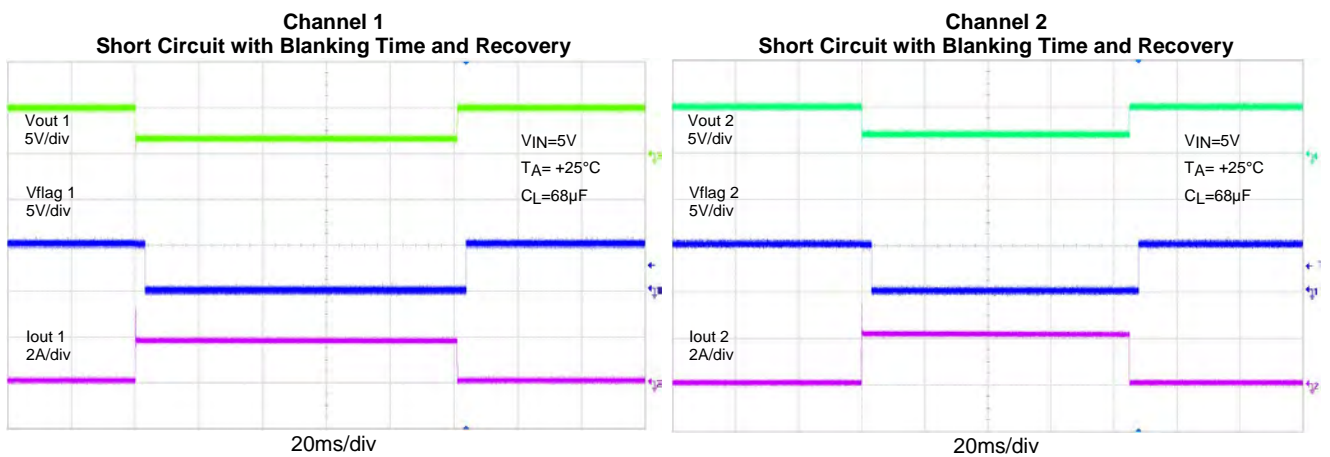 Channel 1
Short Circuit with Blanking Time and Recovery
Vout 1
5V/div
VIN=5V
TA= +25°C
CL=68µF
Vflag 1
5V/div
Iout 1
2A/div
20ms/div
Channel 2
Short Circuit with Blanking Time and Recovery
Vout 2
5V/div
VIN=5V
TA= +25°C
CL=68µF
Vflag 2
5V/div
Iout 2
2A/div
20ms/div